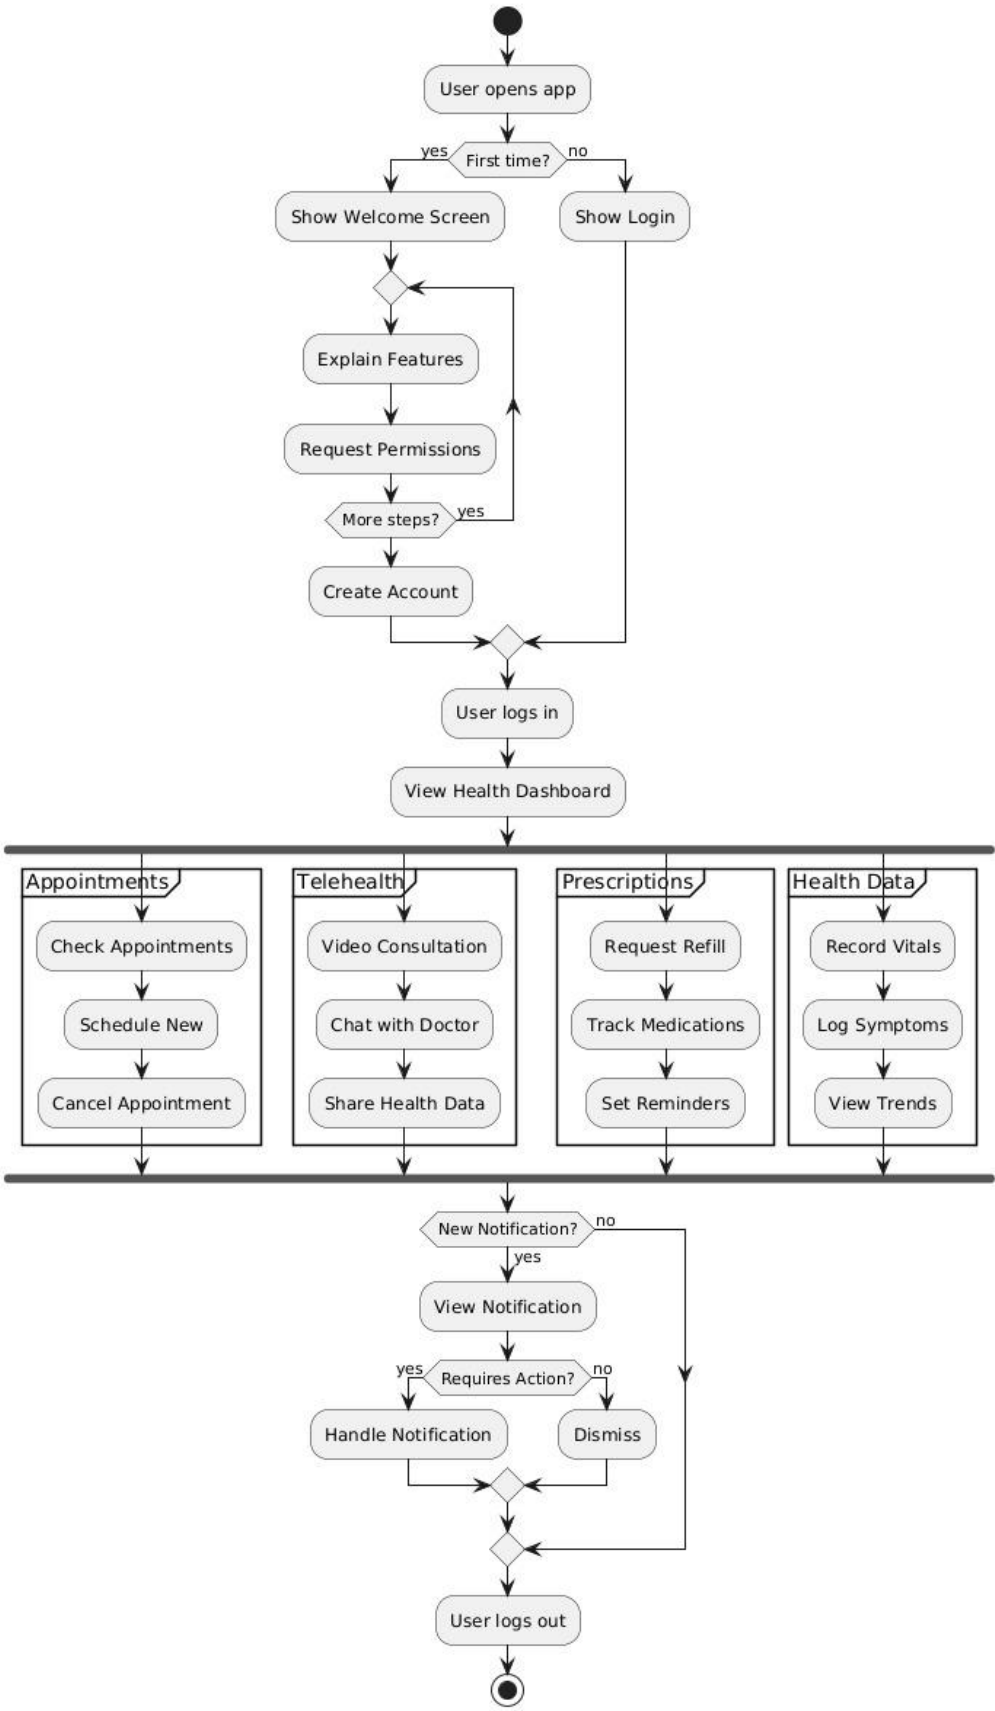 User opens app
yes
First time?
no
Show Welcome Screen
Show Login
Explain Features
Request Permissions
More steps?
yes
Create Account
User logs in
View Health Dashboard
Appointments
Check Appointments
Schedule New
Cancel Appointment
Telehealth
Video Consultation
Chat with Doctor
Share Health Data
Prescriptions
Request Refill
Track Medications
Set Reminders
Health Data
Record Vitals
Log Symptoms
View Trends
New Notification?
no
yes
View Notification
yes
Requires Action?
no
Handle Notification
Dismiss
User logs out